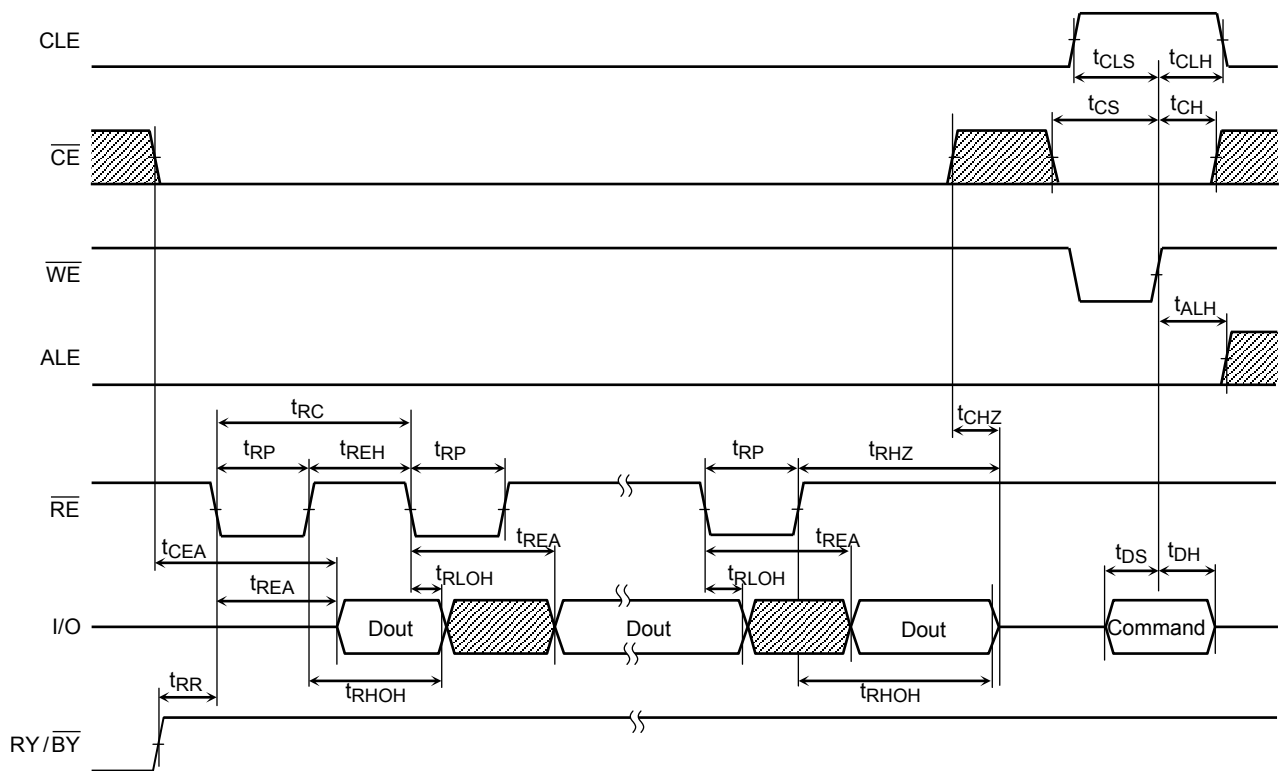 CLE
tCLS tCLH
tCS tCH
CE
WE
tALH
ALE
tRC
tCHZ
tRP tREH tRP tRP tRHZ
RE
tCEA tREA tREA
tDS tDH
tREA tRLOH tRLOH
I/O Dout Dout Dout Command
tRR tRHOH tRHOH
RY/BY